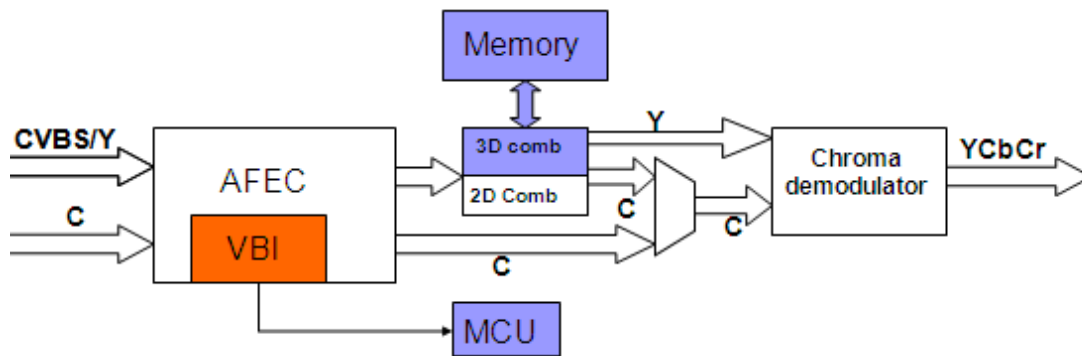 Memory
CVBS/Y
Y
3D comb
Chroma
demodulator
YCbCr
AFEC
2D Comb
C
C
C
VBI
C
MCU